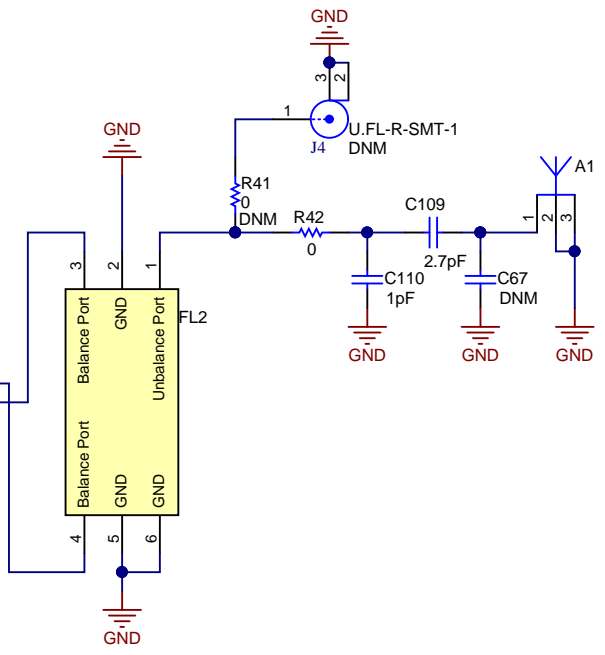 GND
3
2
1
U.FL-R-SMT-1
J4
DNM
GND
R41
0
DNM
R42
0
C109
2.7pF
A1
1
2
3
C110
1pF
C67
DNM
GND
GND
GND
3
2
1
FL2
Balance Port
GND
Unbalance Port
Balance Port
GND
GND
4
5
6
GND